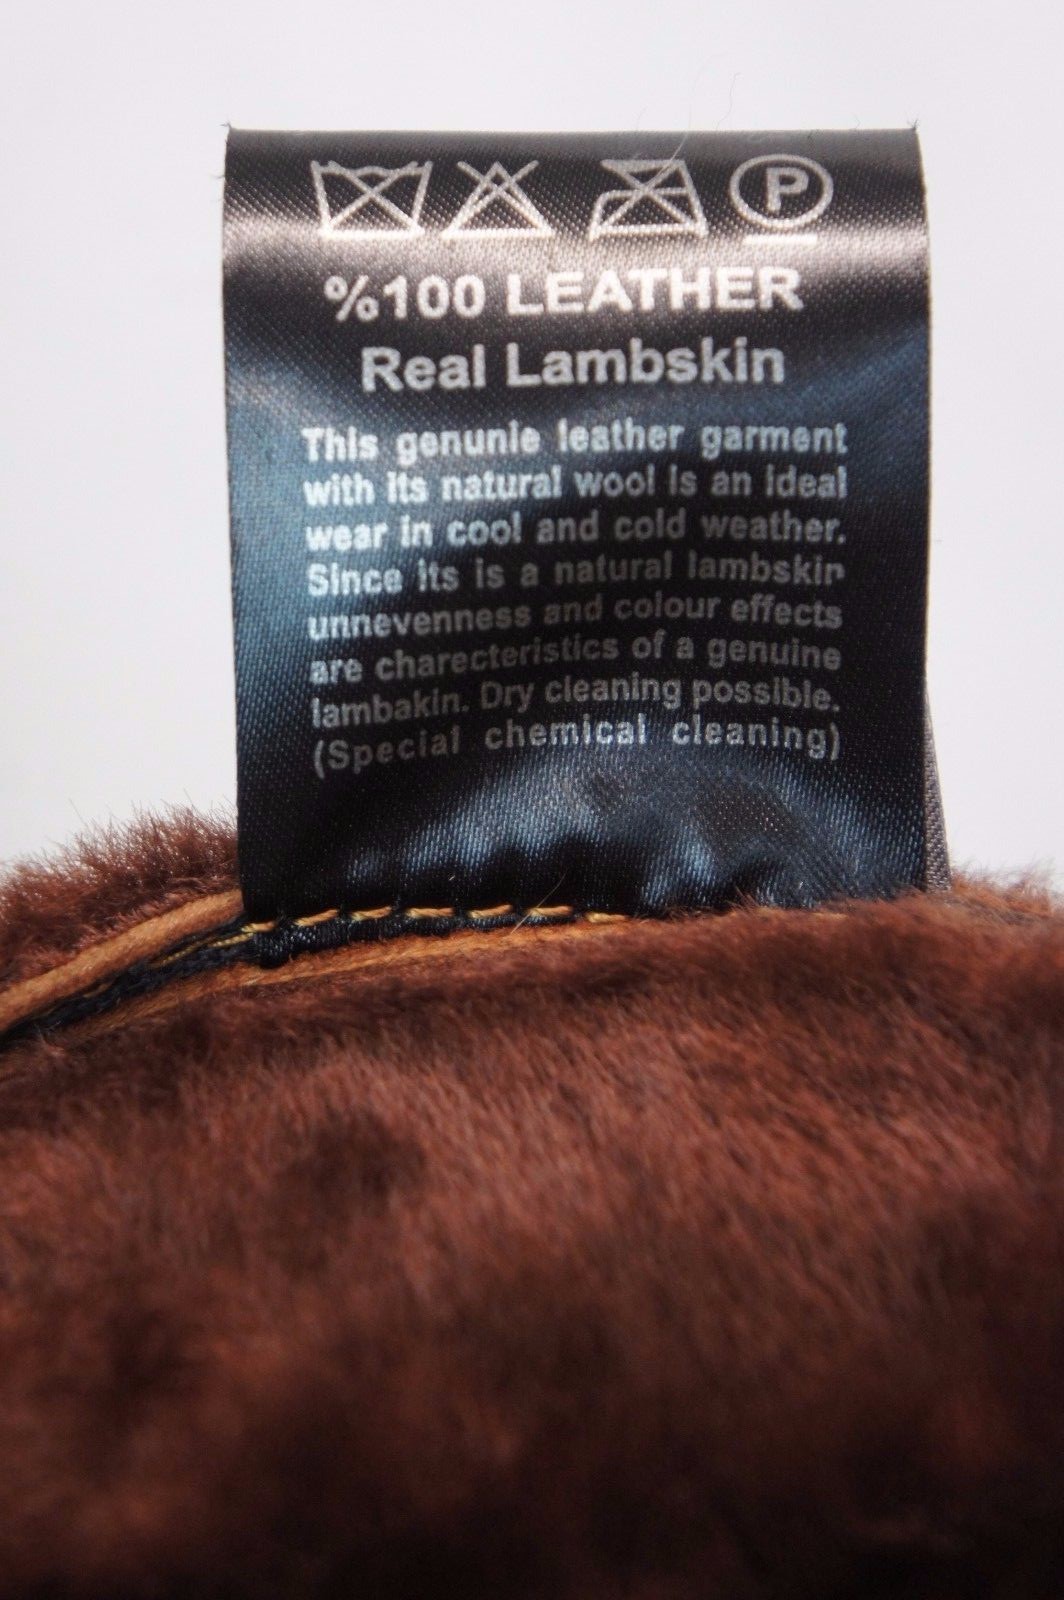 P
%100 LEATHER
Real Lambskin
This genunie leather garment
with its natural wool is an ideal
wear in cool and cold weather.
Since its is a natural lambskin
unnevenness and colour effects
are charecteristics of a genuine
lambakin. Dry cleaning possible.
(Special chemical cleaning)